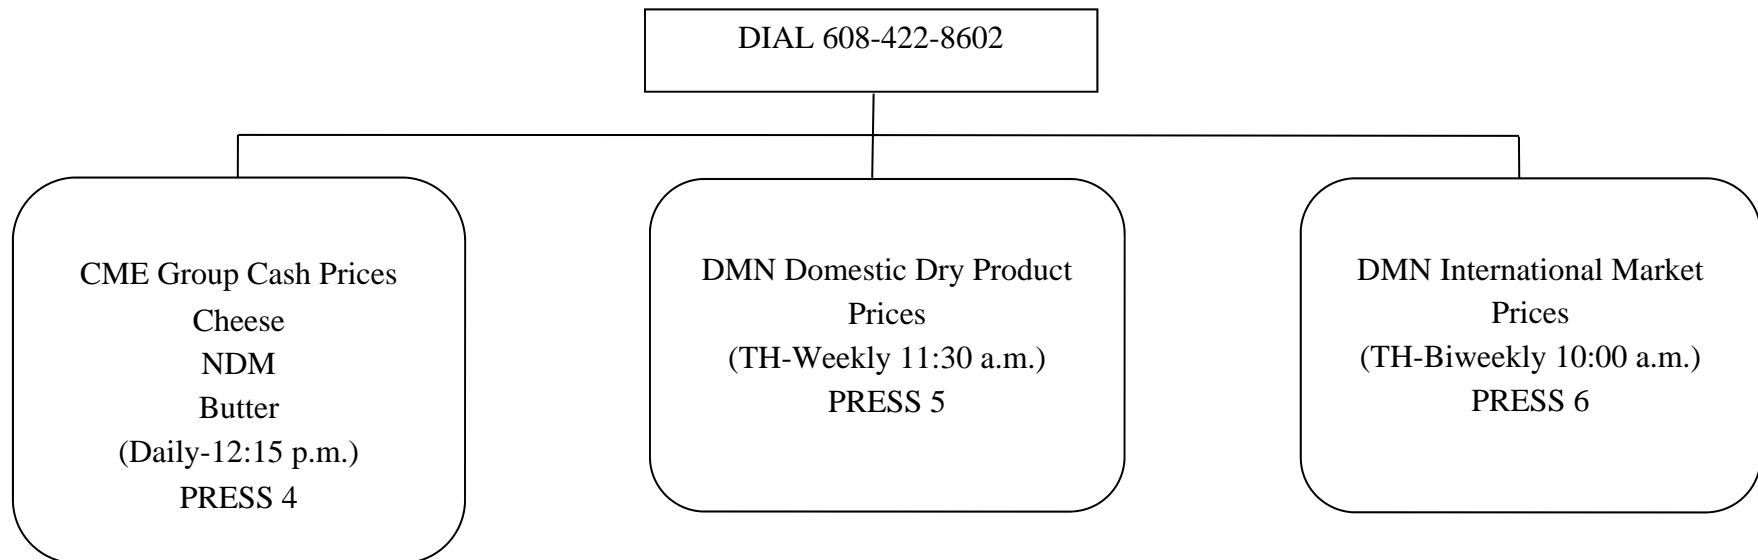 DIAL 608-422-8602
CME Group Cash Prices
Cheese
NDM
Butter
(Daily-12:15 p.m.)
PRESS 4
DMN Domestic Dry Product
Prices
(TH-Weekly 11:30 a.m.)
PRESS 5
DMN International Market
Prices
(TH-Biweekly 10:00 a.m.)
PRESS 6